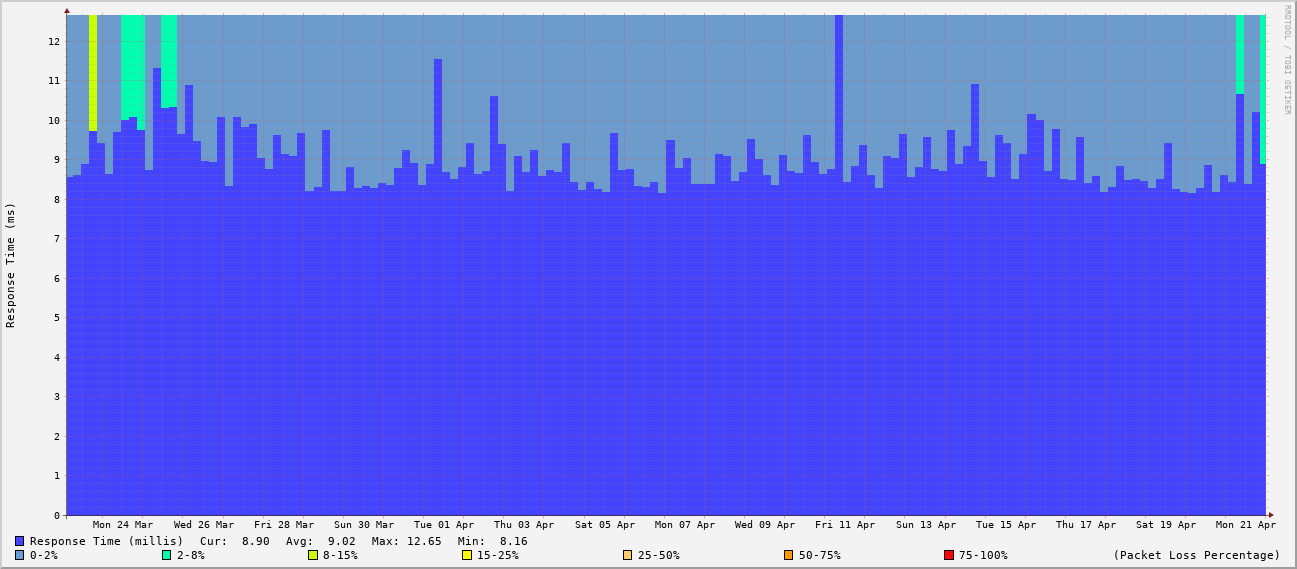 RRDTOOL / TOBI OETIKER
Response Time (ms)
12
11
10
9
8
7
6
5
4
3
2
1
0
Mon 24 Mar Wed 26 Mar Fri 28 Mar Sun 30 Mar Tue 01 Apr Thu 03 Apr Sat 05 Apr Mon 07 Apr Wed 09 Apr Fri 11 Apr Sun 13 Apr Tue 15 Apr Thu 17 Apr Sat 19 Apr Mon 21 Apr
Response Time (millis) Cur: 8.90 Avg: 9.02 Max: 12.65 Min: 8.16
0-2% 2-8% 8-15% 15-25% 25-50% 50-75% 75-100% (Packet Loss Percentage)